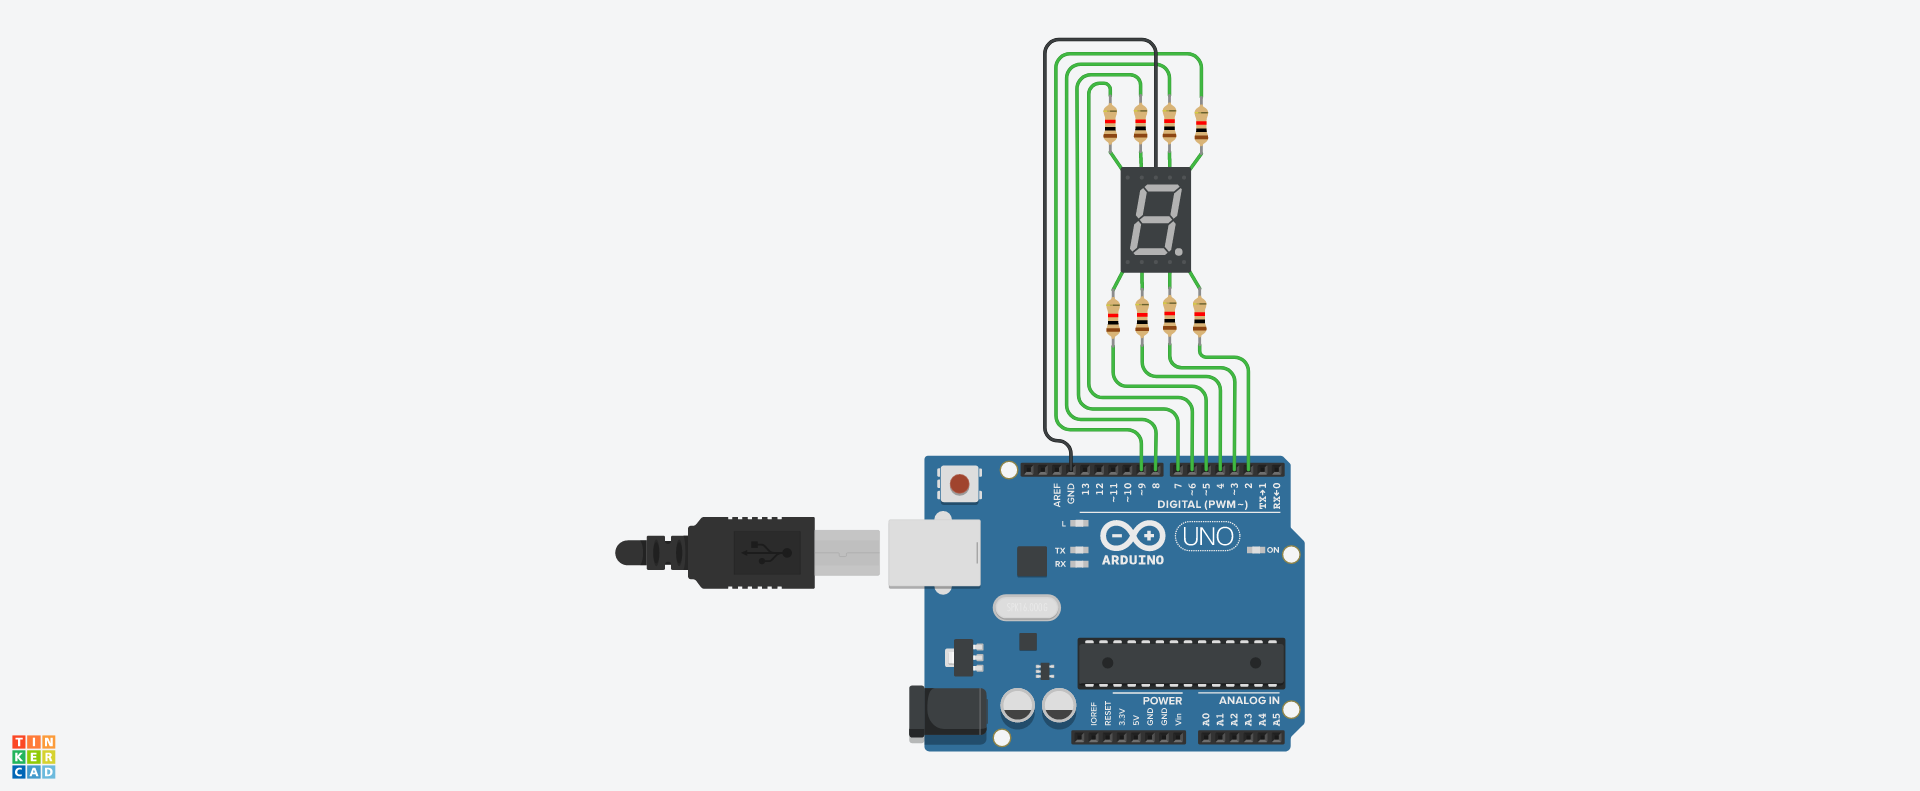 AREF
GND
13
12
~11
~10
~9
8
7
~6
~5
4
~3
2
TX→1
RX←0
DIGITAL (PWM~)
L
TX
RX
ARDUINO
UNO
ON
POWER
ANALOG IN
IOREF
RESET
3.3V
5V
GND
GND
Vin
A0
A1
A2
A3
A4
A5
TIN
KER
CAD